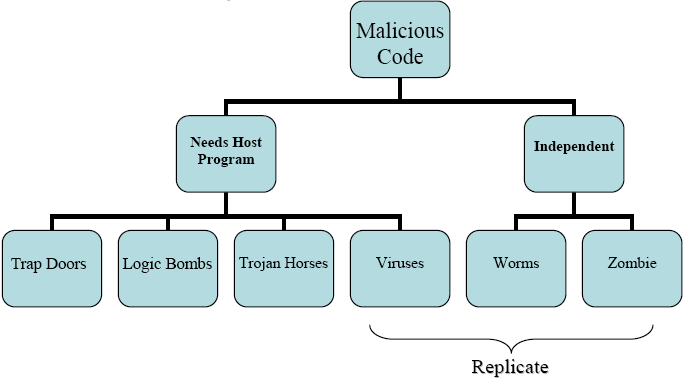 Malicious
Code
Needs Host
Program
Independent
Trap Doors
Logic Bombs
Trojan Horses
Viruses
Worms
Zombie
Replicate